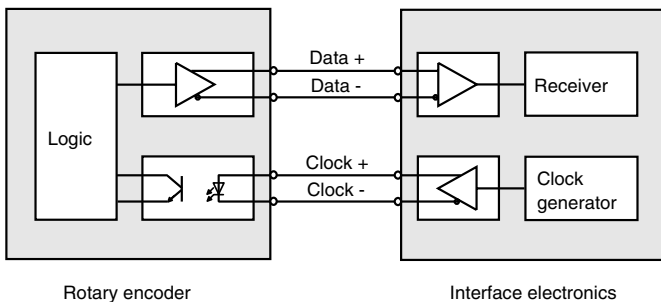 Data +
Data -
Receiver
Logic
Clock +
Clock -
Clock
generator
Rotary encoder
Interface electronics